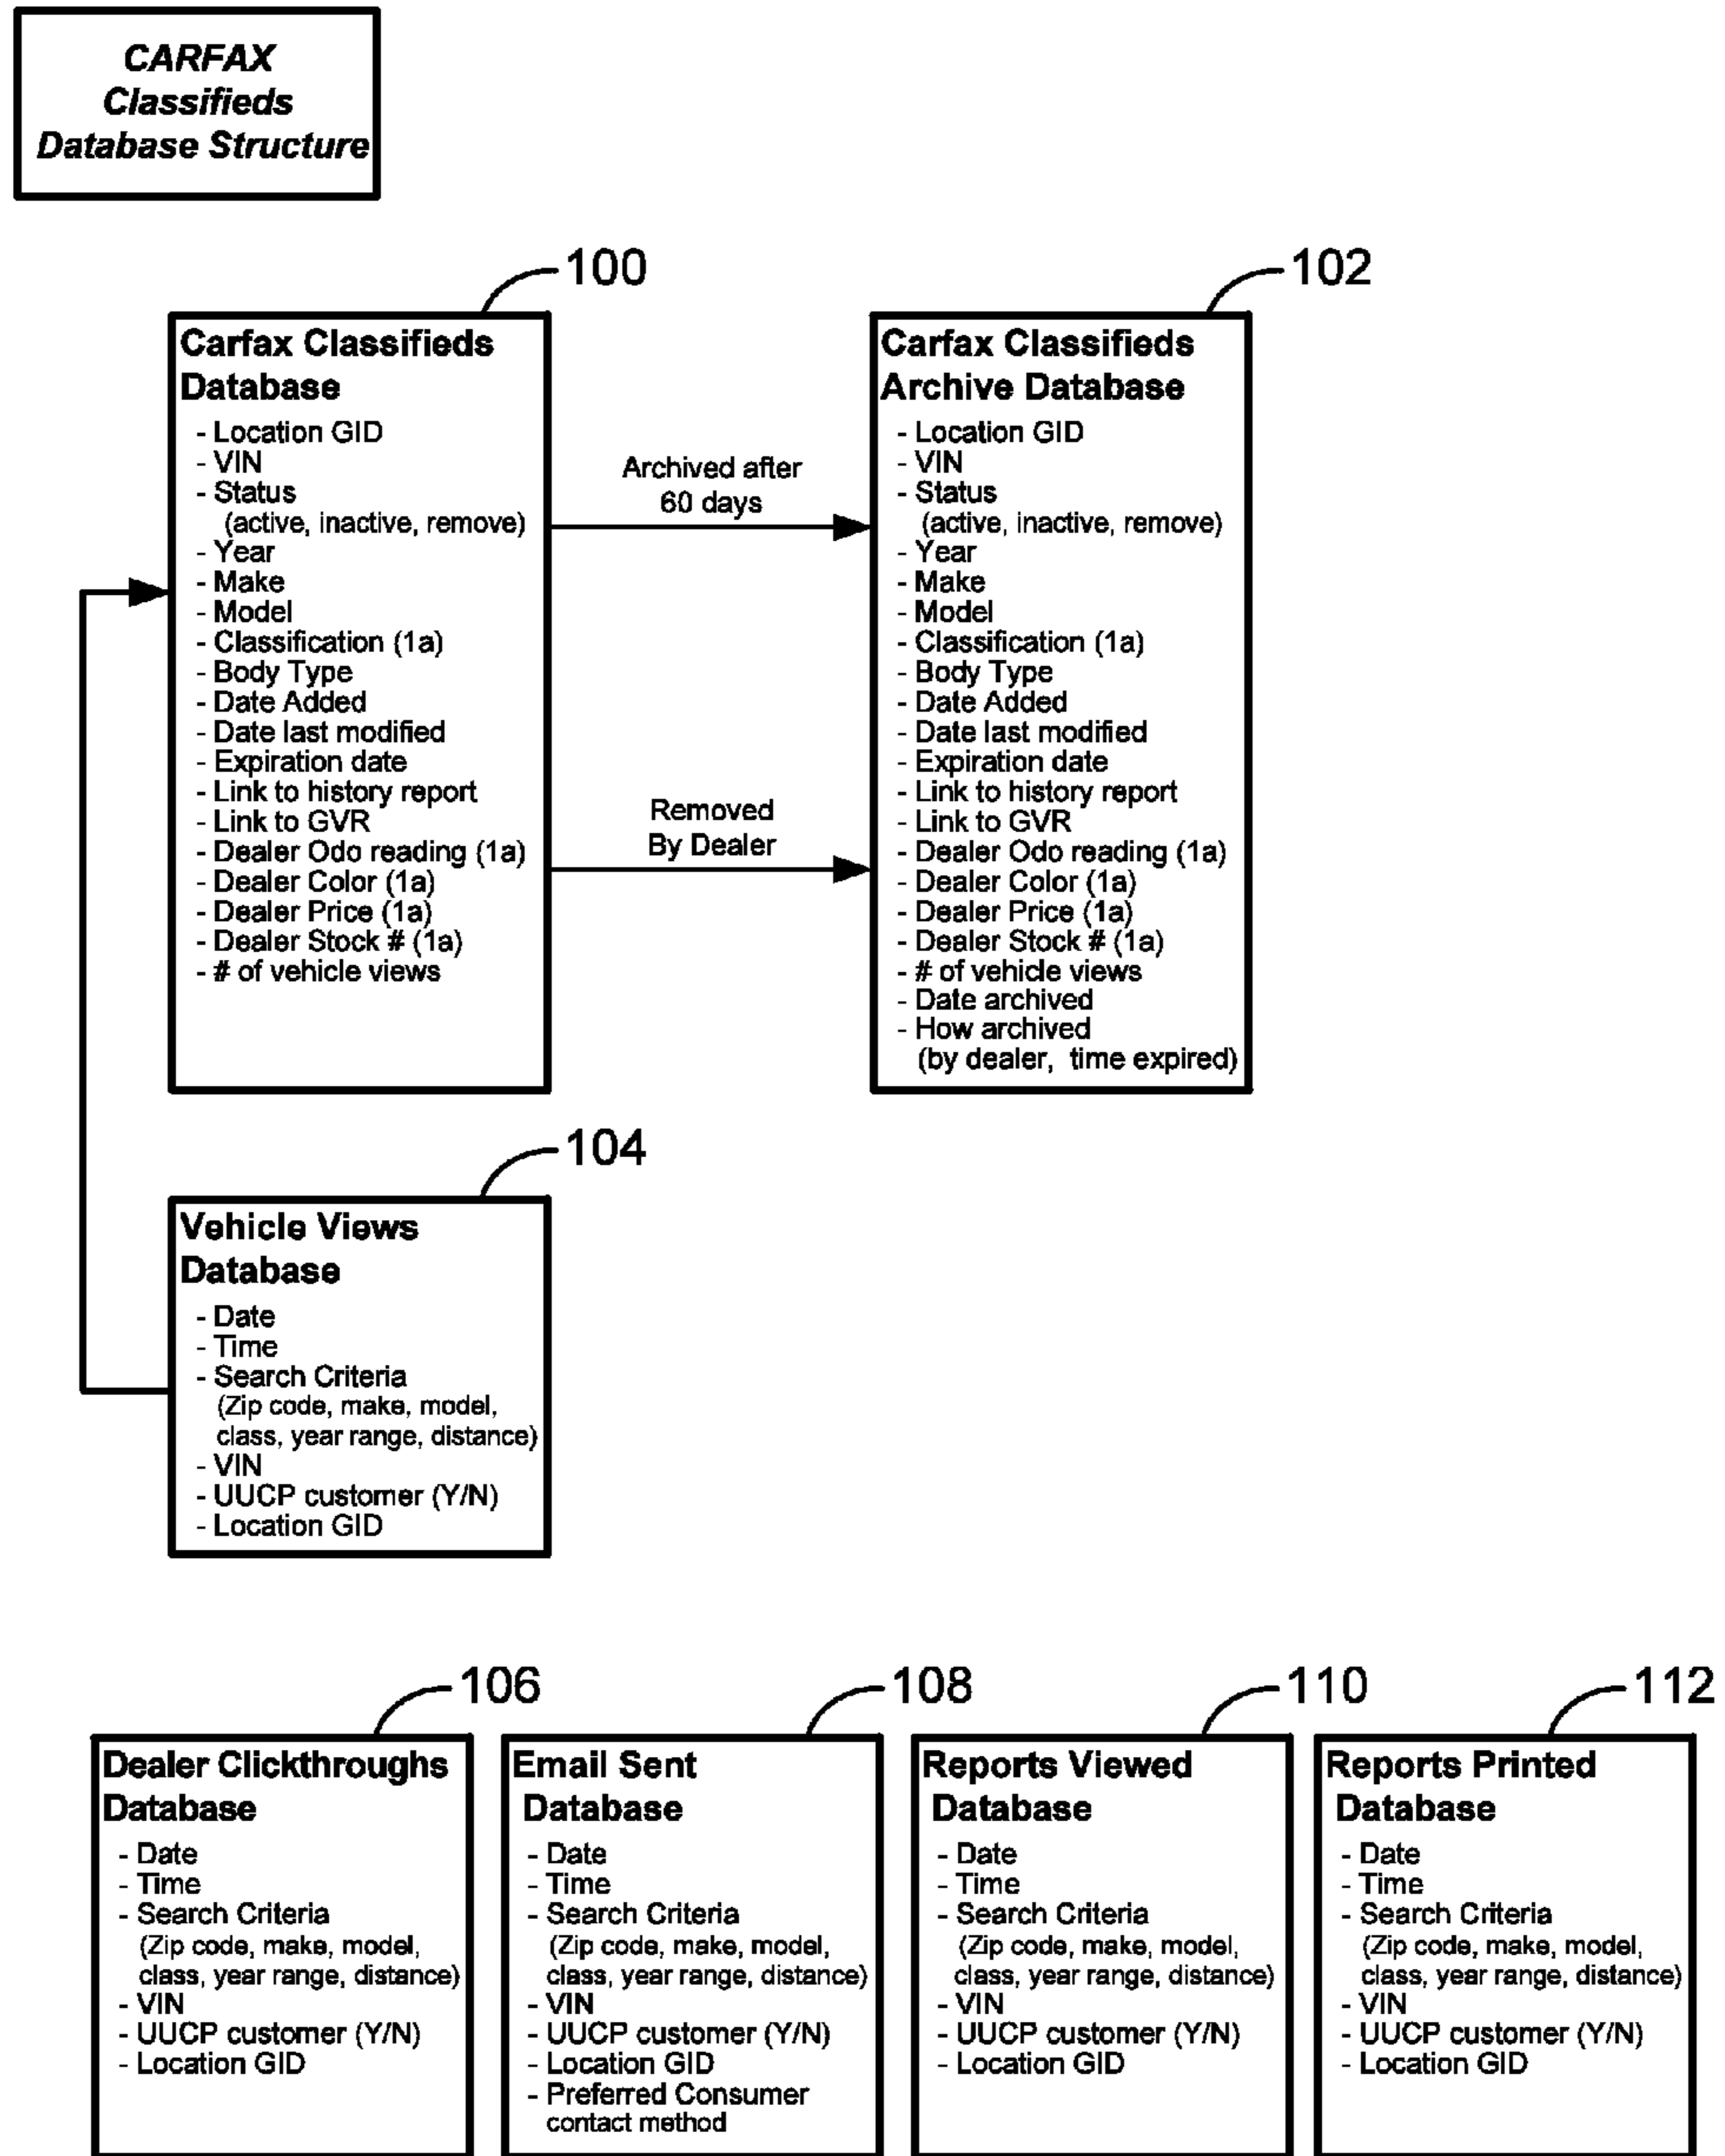 CARFAX
Classifieds
Database Structure
100
Carfax Classifieds
Database
- Location GID
- VIN
- Status
(active, inactive, remove)
- Year
- Make
- Model
- Classification (1a)
- Body Type
- Date Added
- Date last modified
- Expiration date
- Link to history report
- Link to GVR
- Dealer Odo reading (1a)
- Dealer Color (1a)
- Dealer Price (1a)
- Dealer Stock # (1a)
- # of vehicle views
Archived after
60 days
Removed
By Dealer
102
Carfax Classifieds
Archive Database
- Location GID
- VIN
- Status
(active, inactive, remove)
- Year
- Make
- Model
- Classification (1a)
- Body Type
- Date Added
- Date last modified
- Expiration date
- Link to history report
- Link to GVR
- Dealer Odo reading (1a)
- Dealer Color (1a)
- Dealer Price (1a)
- Dealer Stock # (1a)
- # of vehicle views
- Date archived
- How archived
(by dealer, time expired)
104
Vehicle Views
Database
- Date
- Time
- Search Criteria
(Zip code, make, model,
class, year range, distance)
- VIN
- UUCP customer (Y/N)
- Location GID
106
Dealer Clickthroughs
Database
- Date
- Time
- Search Criteria
(Zip code, make, model,
class, year range, distance)
- VIN
- UUCP customer (Y/N)
- Location GID
108
Email Sent
Database
- Date
- Time
- Search Criteria
(Zip code, make, model,
class, year range, distance)
- VIN
- UUCP customer (Y/N)
- Location GID
- Preferred Consumer
contact method
110
Reports Viewed
Database
- Date
- Time
- Search Criteria
(Zip code, make, model,
class, year range, distance)
- VIN
- UUCP customer (Y/N)
- Location GID
112
Reports Printed
Database
- Date
- Time
- Search Criteria
(Zip code, make, model,
class, year range, distance)
- VIN
- UUCP customer (Y/N)
- Location GID